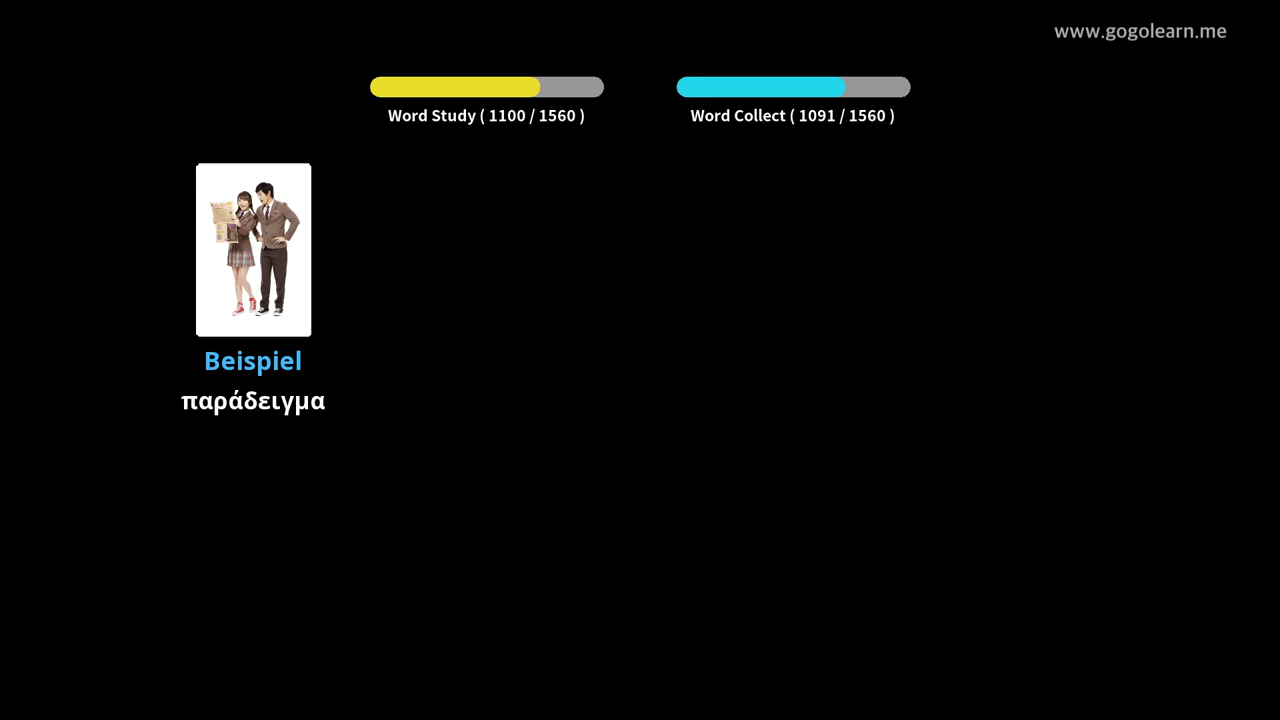 www.gogolearn.me
Word Study ( 1100 / 1560 )
Word Collect ( 1091 / 1560 )
Beispiel
παράδειγμα